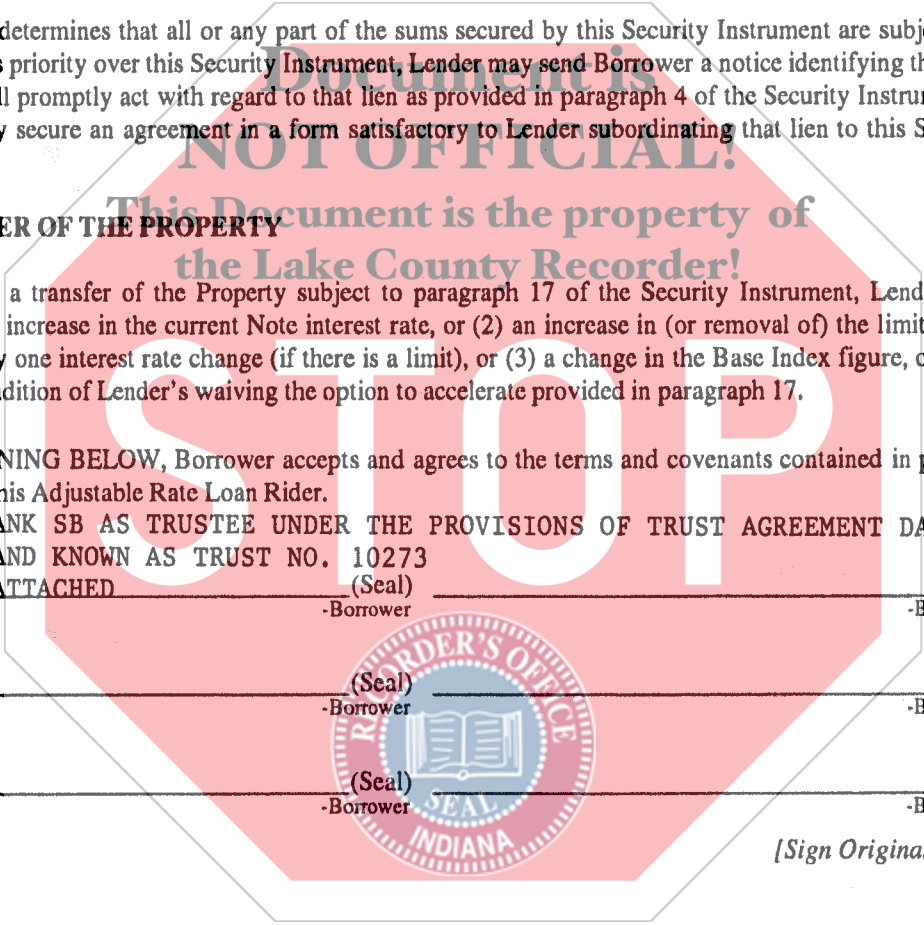 determines that all or any part of the sums secured by this Security Instrument are subj
Document is
s priority over this Security Instrument, Lender may send Borrower a notice identifying th
ll promptly act with regard to that lien as provided in paragraph 4 of the Security Instru
y secure an agreement in a form satisfactory to Lender subordinating that lien to this S
NOT OFFICIAL!
This Document is the property of
ER OF THE PROPERTY
the Lake County Recorder!
a transfer of the Property subject to paragraph 17 of the Security Instrument, Lend
increase in the current Note interest rate, or (2) an increase in (or removal of) the limit
y one interest rate change (if there is a limit), or (3) a change in the Base Index figure, o
dition of Lender's waiving the option to accelerate provided in paragraph 17.
STOP
NING BELOW, Borrower accepts and agrees to the terms and covenants contained in p
his Adjustable Rate Loan Rider.
ANK SB AS TRUSTEE UNDER THE PROVISIONS OF TRUST AGREEMENT DA
AND KNOWN AS TRUST NO. 10273
ATTACHED (Seal)
-Borrower -B
RECORDER'S OFFICE
(Seal)
-Borrower -B
(Seal)
-Borrower -B
SEAL
INDIANA
[Sign Origina